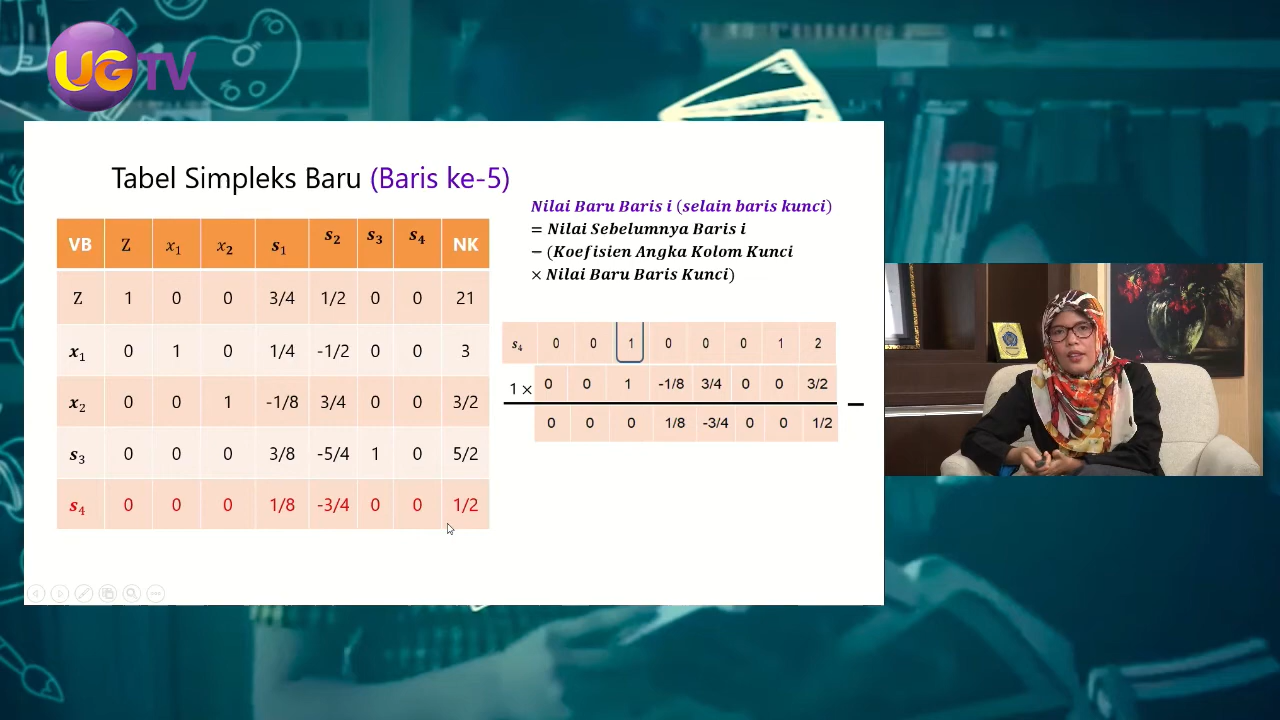 UGTV
Tabel Simpleks Baru (Baris ke-5)
Nilai Baru Baris i (selain baris kunci)
= Nilai Sebelumnya Baris i
− (Koefisien Angka Kolom Kunci
× Nilai Baru Baris Kunci)
VB Z x₁ x₂ s₁ s₂ s₃ s₄ NK
Z 1 0 0 3/4 1/2 0 0 21
x₁ 0 1 0 1/4 -1/2 0 0 3
x₂ 0 0 1 -1/8 3/4 0 0 3/2
s₃ 0 0 0 3/8 -5/4 1 0 5/2
s₄ 0 0 0 1/8 -3/4 0 0 1/2
s₄ 0 0 1 0 0 0 1 2
1 × 0 0 1 -1/8 3/4 0 0 3/2
−
0 0 0 1/8 -3/4 0 0 1/2